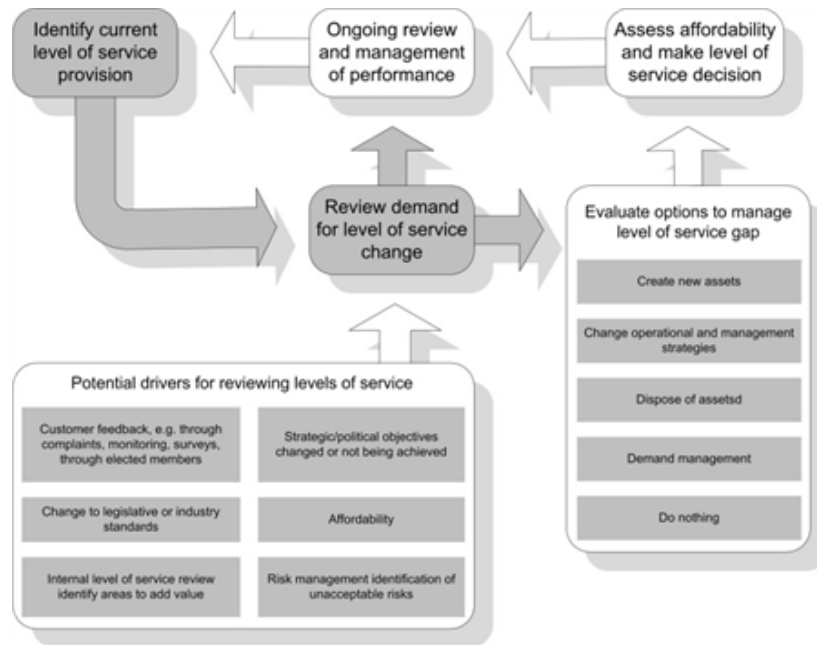 Identify current
level of service
provision
Ongoing review
and management
of performance
Assess affordability
and make level of
service decision
Review demand
for level of service
change
Evaluate options to manage
level of service gap
Create new assets
Change operational and management
strategies
Dispose of assetsd
Demand management
Do nothing
Potential drivers for reviewing levels of service
Customer feedback, e.g. through
complaints, monitoring, surveys,
through elected members
Strategic/political objectives
changed or not being achieved
Change to legislative or industry
standards
Affordability
Internal level of service review
identify areas to add value
Risk management identification of
unacceptable risks